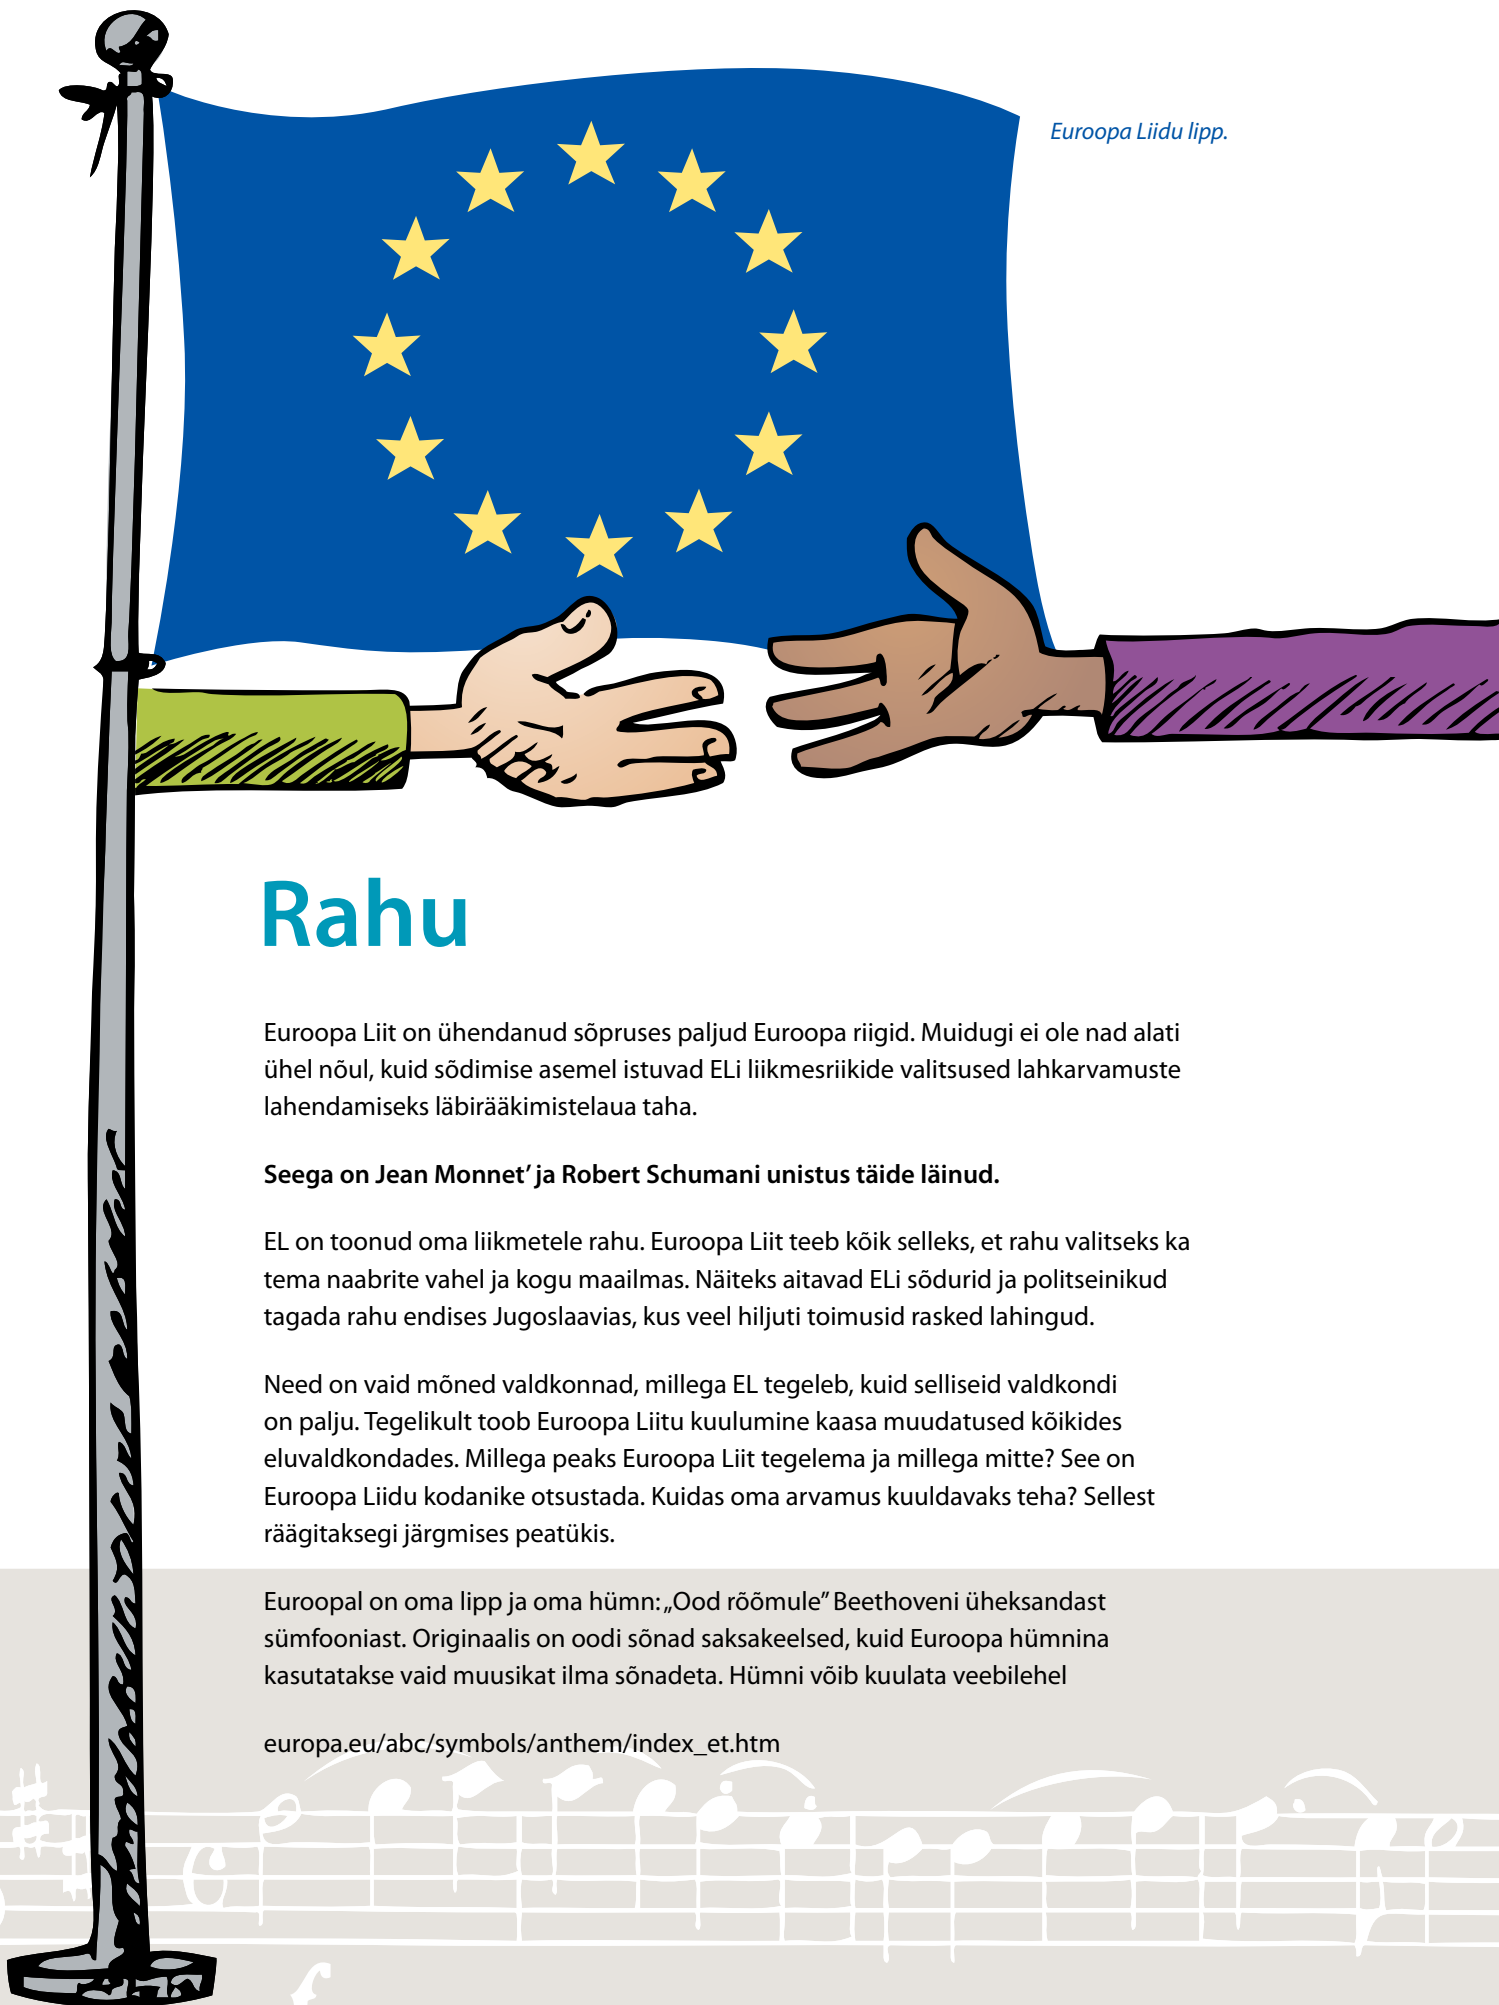 Euroopa Liidu lipp.
Rahu
Euroopa Liit on ühendanud sõpruses paljud Euroopa riigid. Muidugi ei ole nad alati
ühel nõul, kuid sõdimise asemel istuvad ELi liikmesriikide valitsused lahkarvamuste
lahendamiseks läbirääkimistelaua taha.
Seega on Jean Monnet’ ja Robert Schumani unistus täide läinud.
EL on toonud oma liikmetele rahu. Euroopa Liit teeb kõik selleks, et rahu valitseks ka
tema naabrite vahel ja kogu maailmas. Näiteks aitavad ELi sõdurid ja politseinikud
tagada rahu endises Jugoslaavias, kus veel hiljuti toimusid rasked lahingud.
Need on vaid mõned valdkonnad, millega EL tegeleb, kuid selliseid valdkondi
on palju. Tegelikult toob Euroopa Liitu kuulumine kaasa muudatused kõikides
eluvaldkondades. Millega peaks Euroopa Liit tegelema ja millega mitte? See on
Euroopa Liidu kodanike otsustada. Kuidas oma arvamus kuuldavaks teha? Sellest
räägitaksegi järgmises peatükis.
Euroopal on oma lipp ja oma hümn: „Ood rõõmule” Beethoveni üheksandast
sümfooniast. Originaalis on oodi sõnad saksakeelsed, kuid Euroopa hümnina
kasutatakse vaid muusikat ilma sõnadeta. Hümni võib kuulata veebilehel
europa.eu/abc/symbols/anthem/index_et.htm